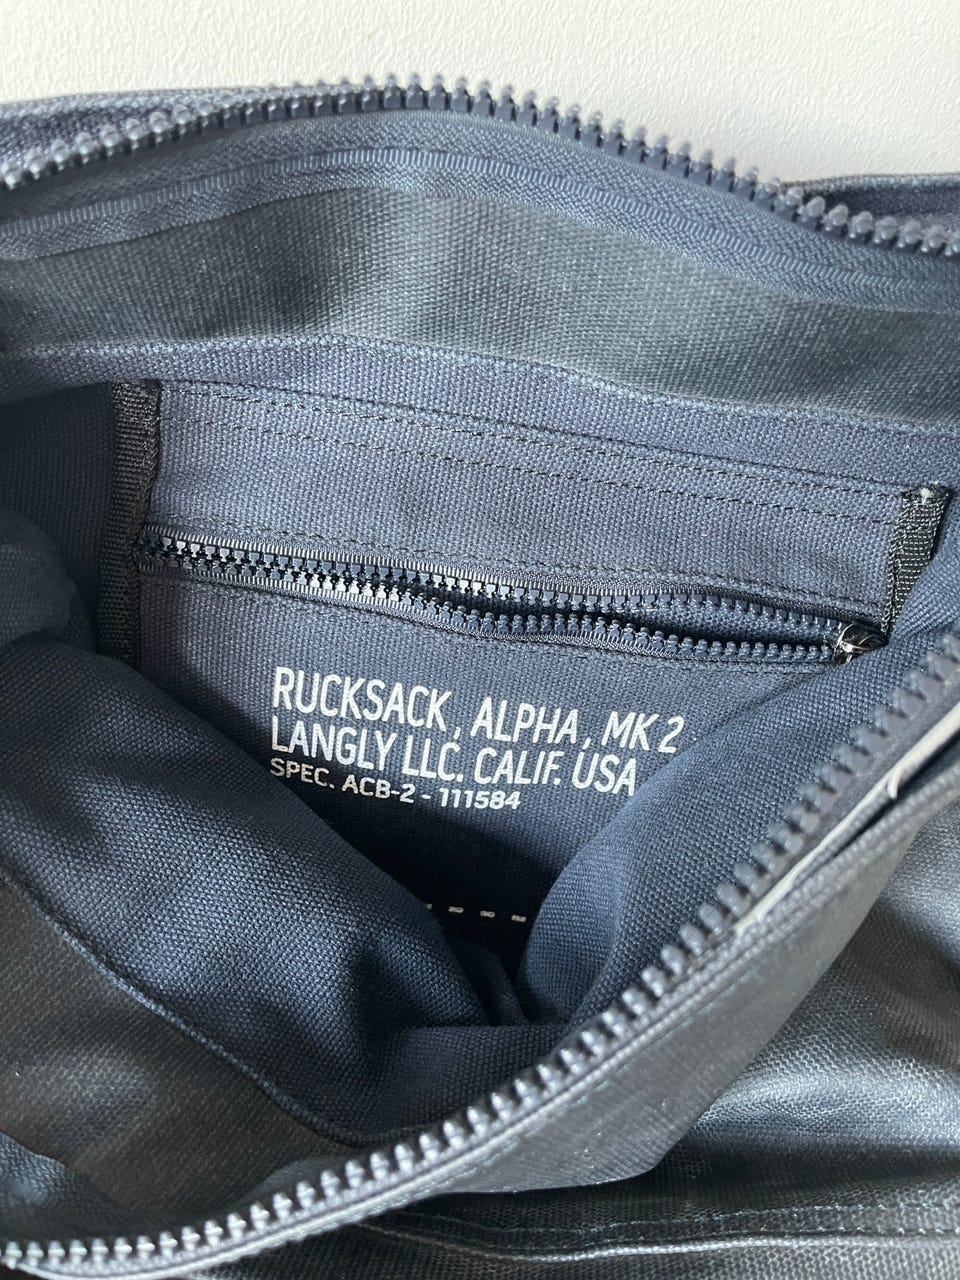 RUCKSACK, ALPHA, MK 2
LANGLY LLC. CALIF. USA
SPEC. ACB-2 - 111584